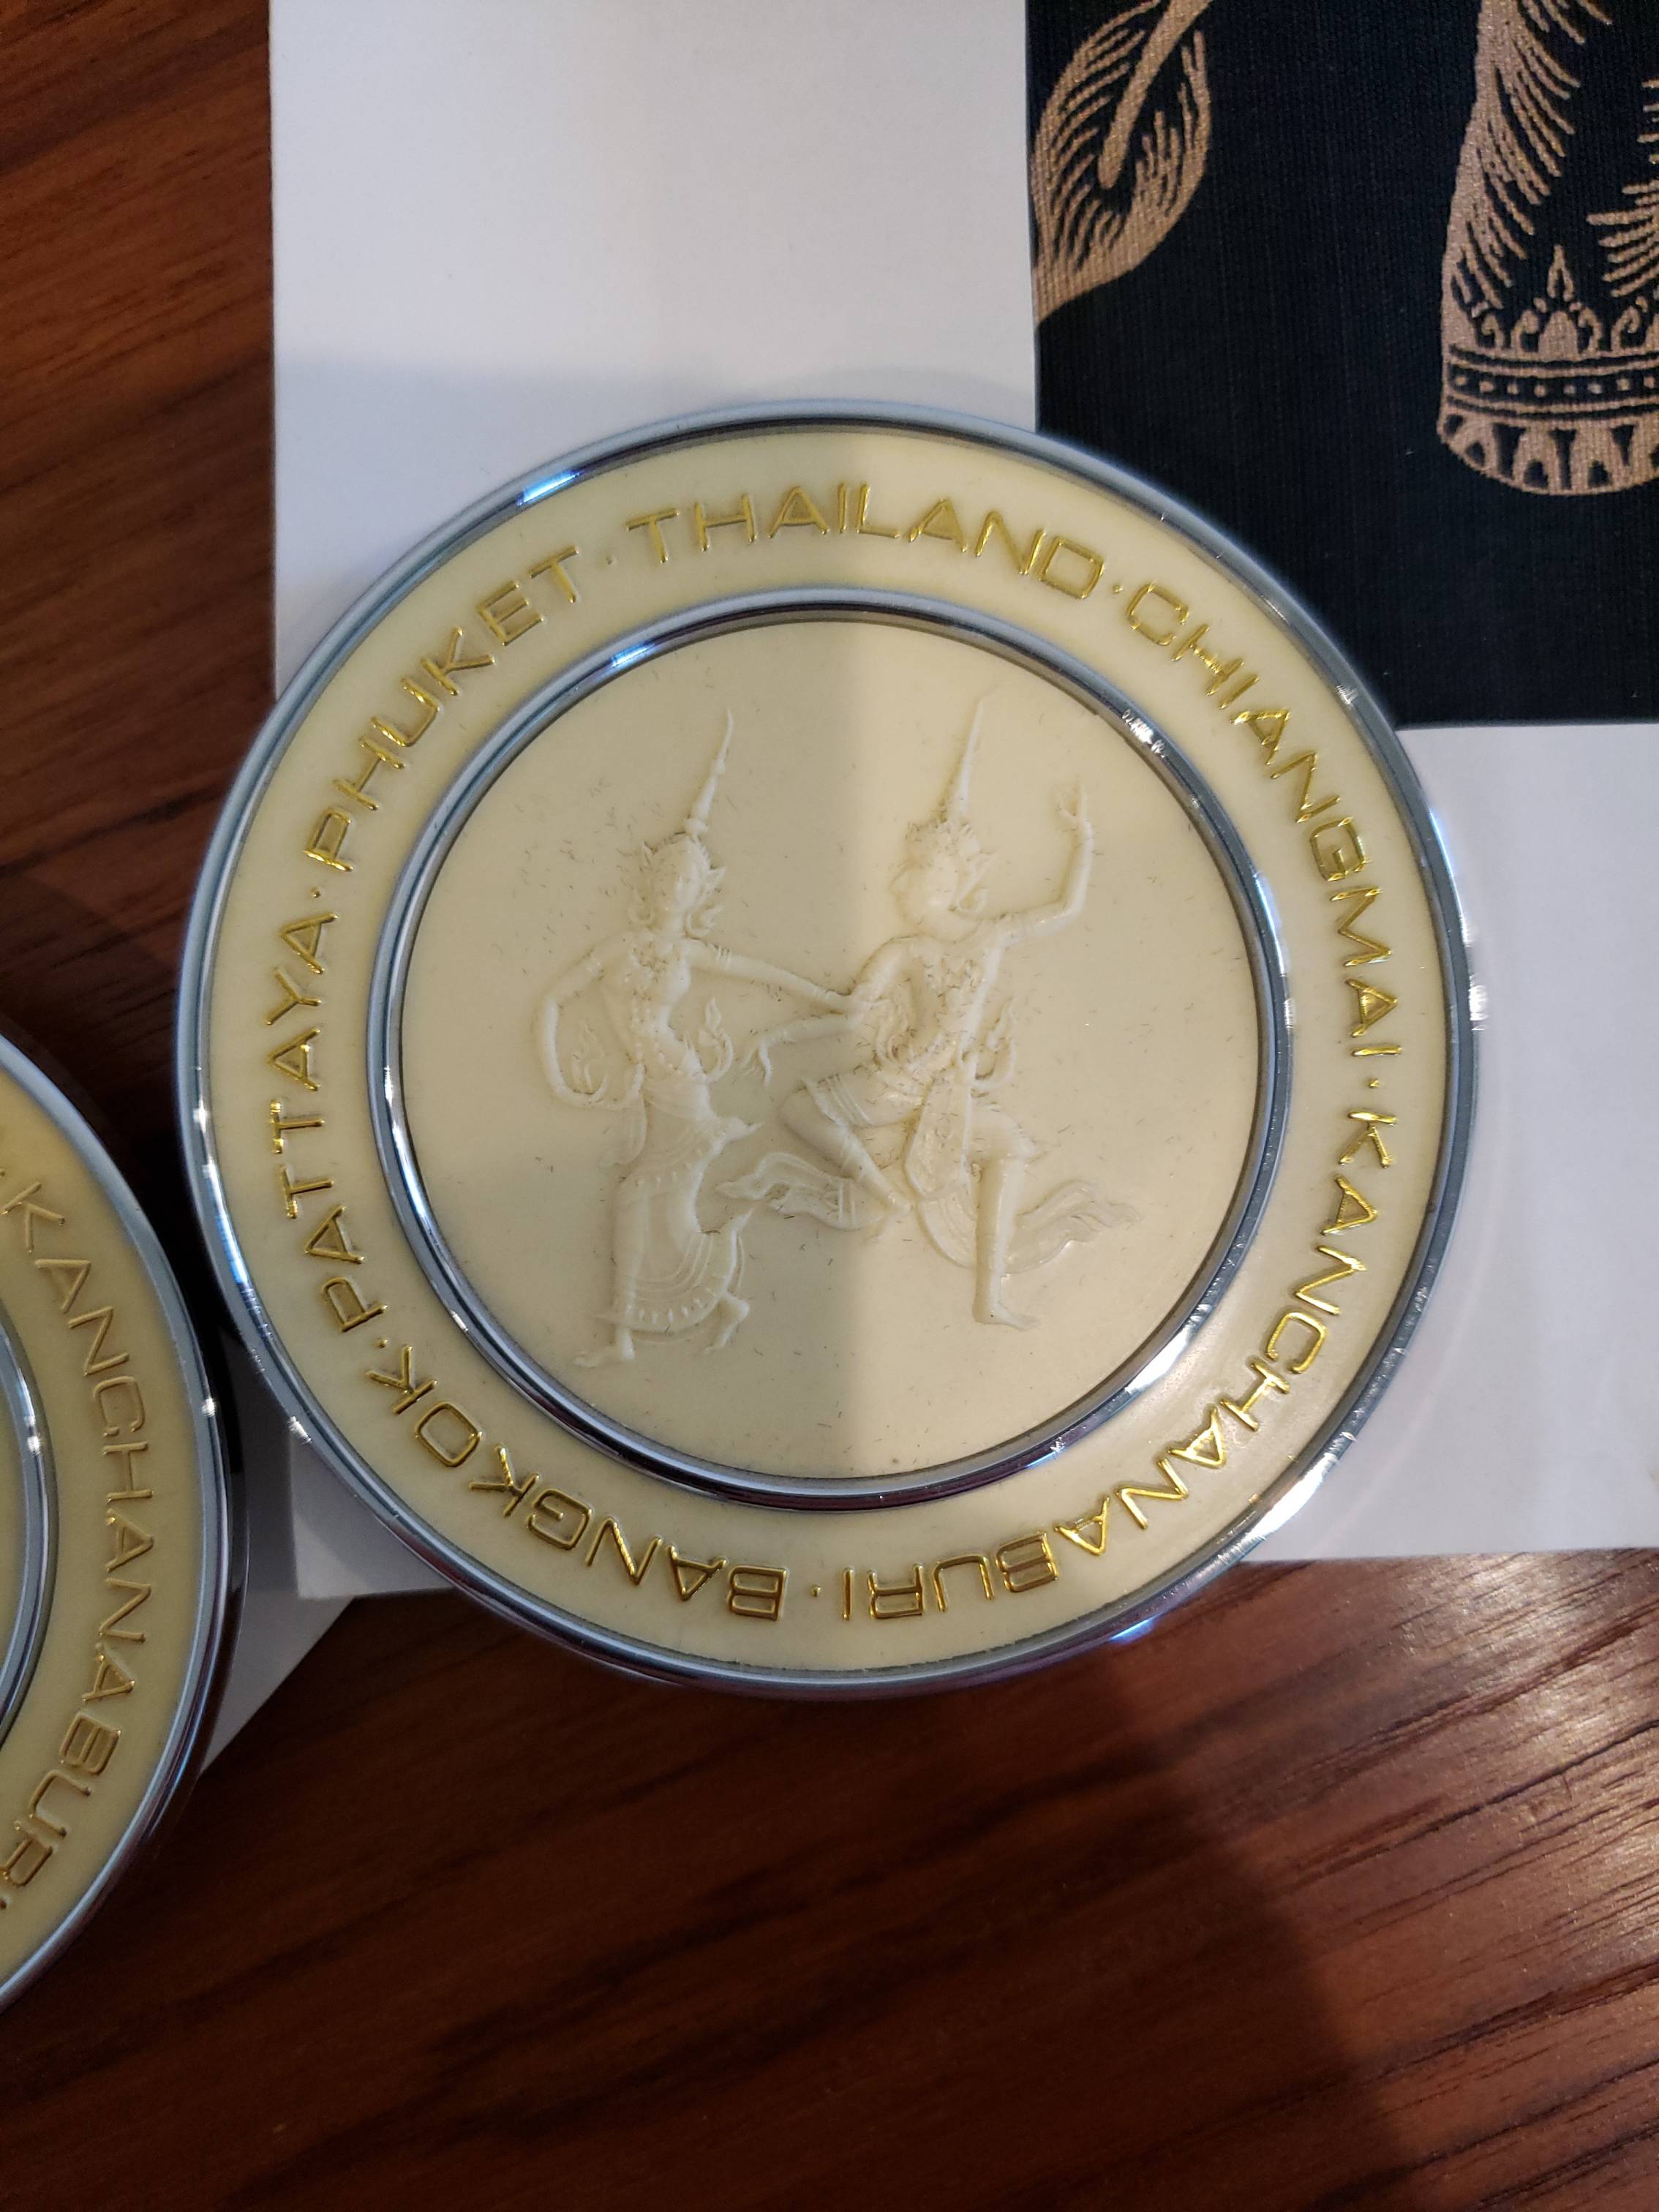 THAILAND · CHIANGMAI · KANCHANABURI · BANGKOK · PATTAYA · PHUKET ·
· KANCHANABURI ·